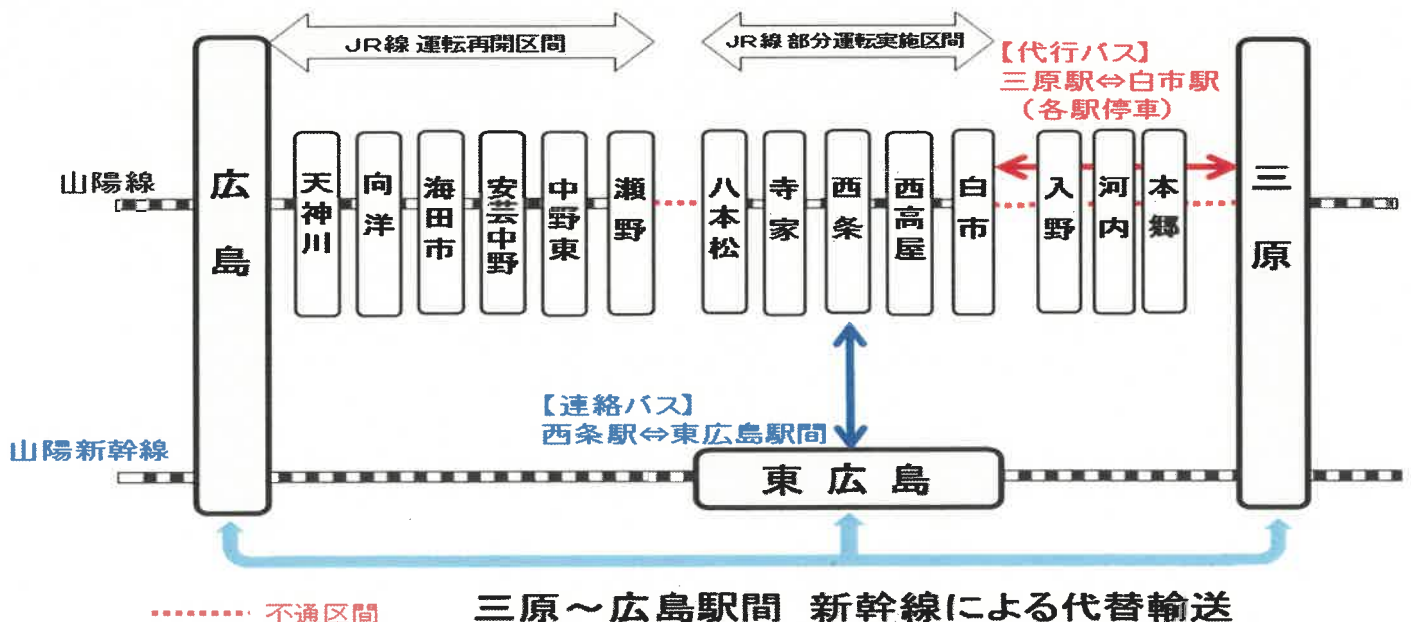 JR線 運転再開区間
JR線 部分運転実施区間
【代行バス】
三原駅⇔白市駅
（各駅停車）
山陽線
広島
天神川
向洋
海田市
安芸中野
中野東
瀬野
八本松
寺家
西条
西高屋
白市
入野
河内
本郷
三原
【連絡バス】
西条駅⇔東広島駅間
山陽新幹線
東広島
不通区間
三原～広島駅間 新幹線による代替輸送